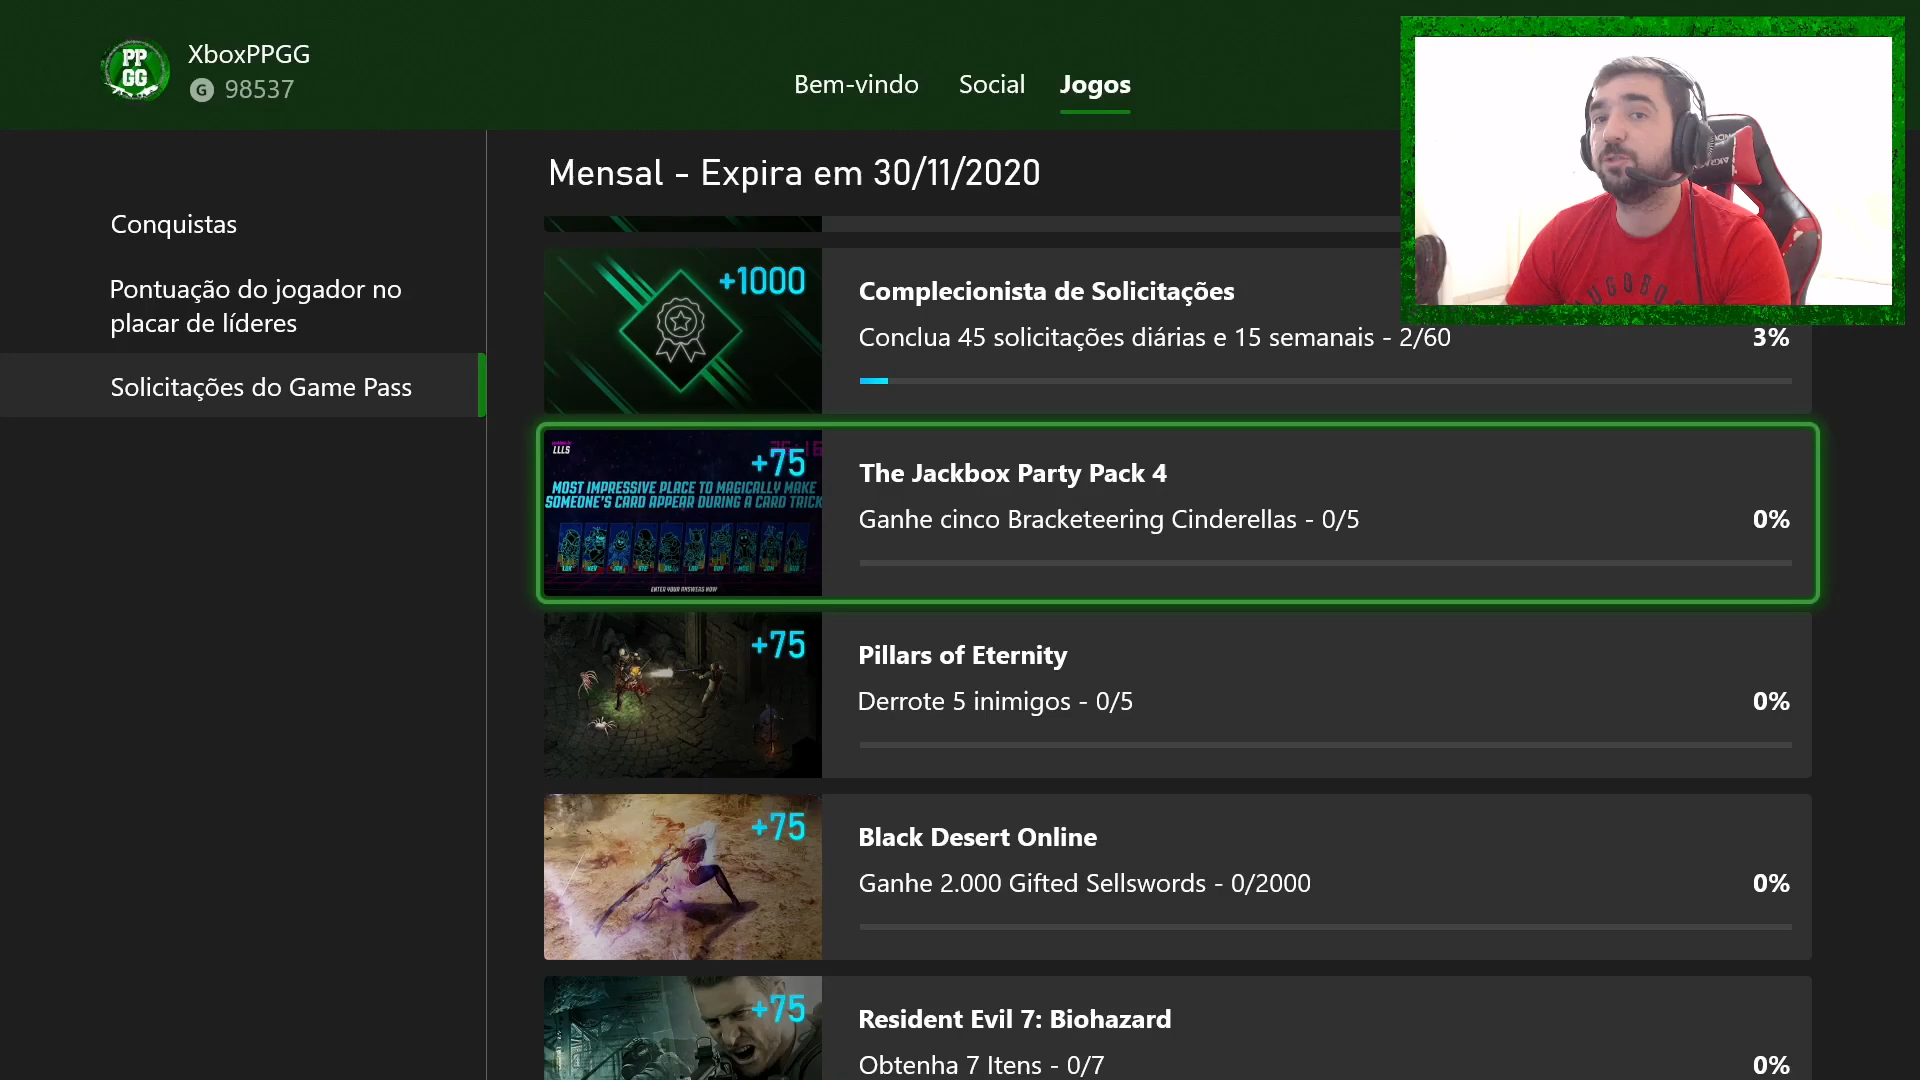 PP
GG
XboxPPGG
G 98537
Bem-vindo
Social
Jogos
Conquistas
Pontuação do jogador no
placar de líderes
Solicitações do Game Pass
Mensal - Expira em 30/11/2020
+1000
Complecionista de Solicitações
Conclua 45 solicitações diárias e 15 semanais - 2/60
3%
LLLS
+75
MOST IMPRESSIVE PLACE TO MAGICALLY MAKE
SOMEONE'S CARD APPEAR DURING A CARD TRICK
ENTER YOUR ANSWERS NOW
The Jackbox Party Pack 4
Ganhe cinco Bracketeering Cinderellas - 0/5
0%
+75
Pillars of Eternity
Derrote 5 inimigos - 0/5
0%
+75
Black Desert Online
Ganhe 2.000 Gifted Sellswords - 0/2000
0%
+75
Resident Evil 7: Biohazard
Obtenha 7 Itens - 0/7
0%